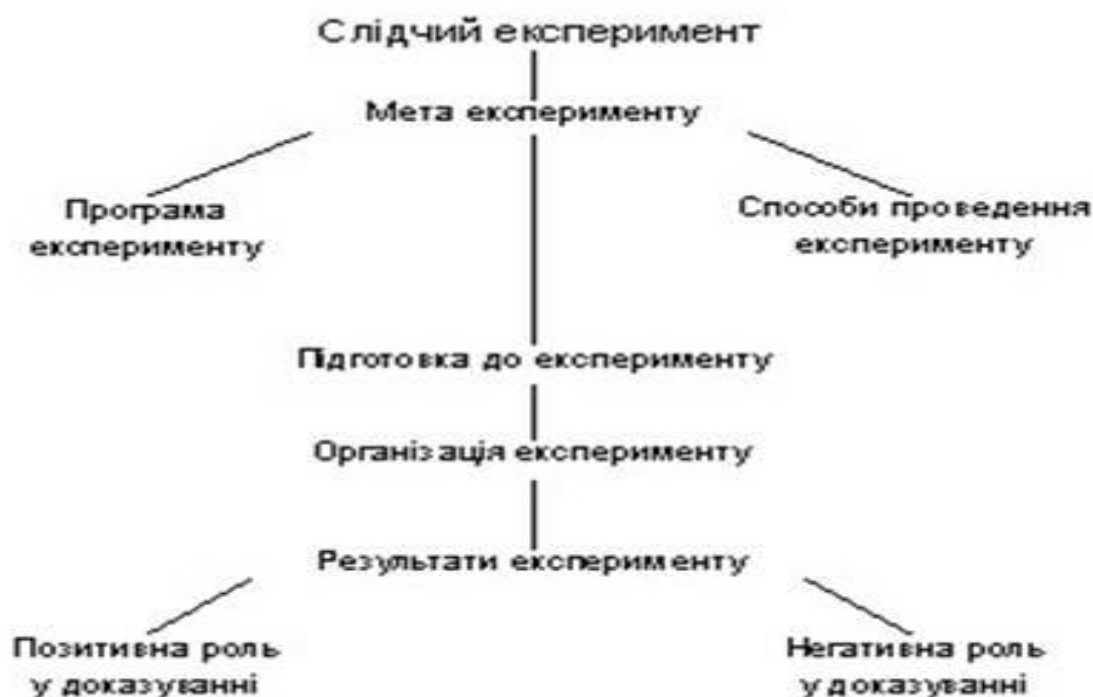 Слідчий експеримент
Мета експерименту
Програма
експерименту
Способи проведення
експерименту
Підготовка до експерименту
Організація експерименту
Результати експерименту
Позитивна роль
у доказуванні
Негативна роль
у доказуванні